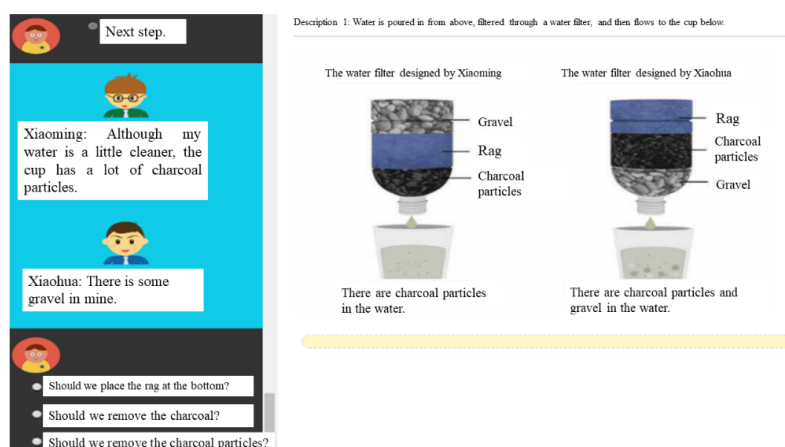 Next step.
Xiaoming: Although my
water is a little cleaner, the
cup has a lot of charcoal
particles.
Xiaohua: There is some
gravel in mine.
Should we place the rag at the bottom?
Should we remove the charcoal?
Should we remove the charcoal particles?
Description 1: Water is poured in from above, filtered through a water filter, and then flows to the cup below.
The water filter designed by Xiaoming
Gravel
Rag
Charcoal
particles
There are charcoal particles
in the water.
The water filter designed by Xiaohua
Rag
Charcoal
particles
Gravel
There are charcoal particles and
gravel in the water.